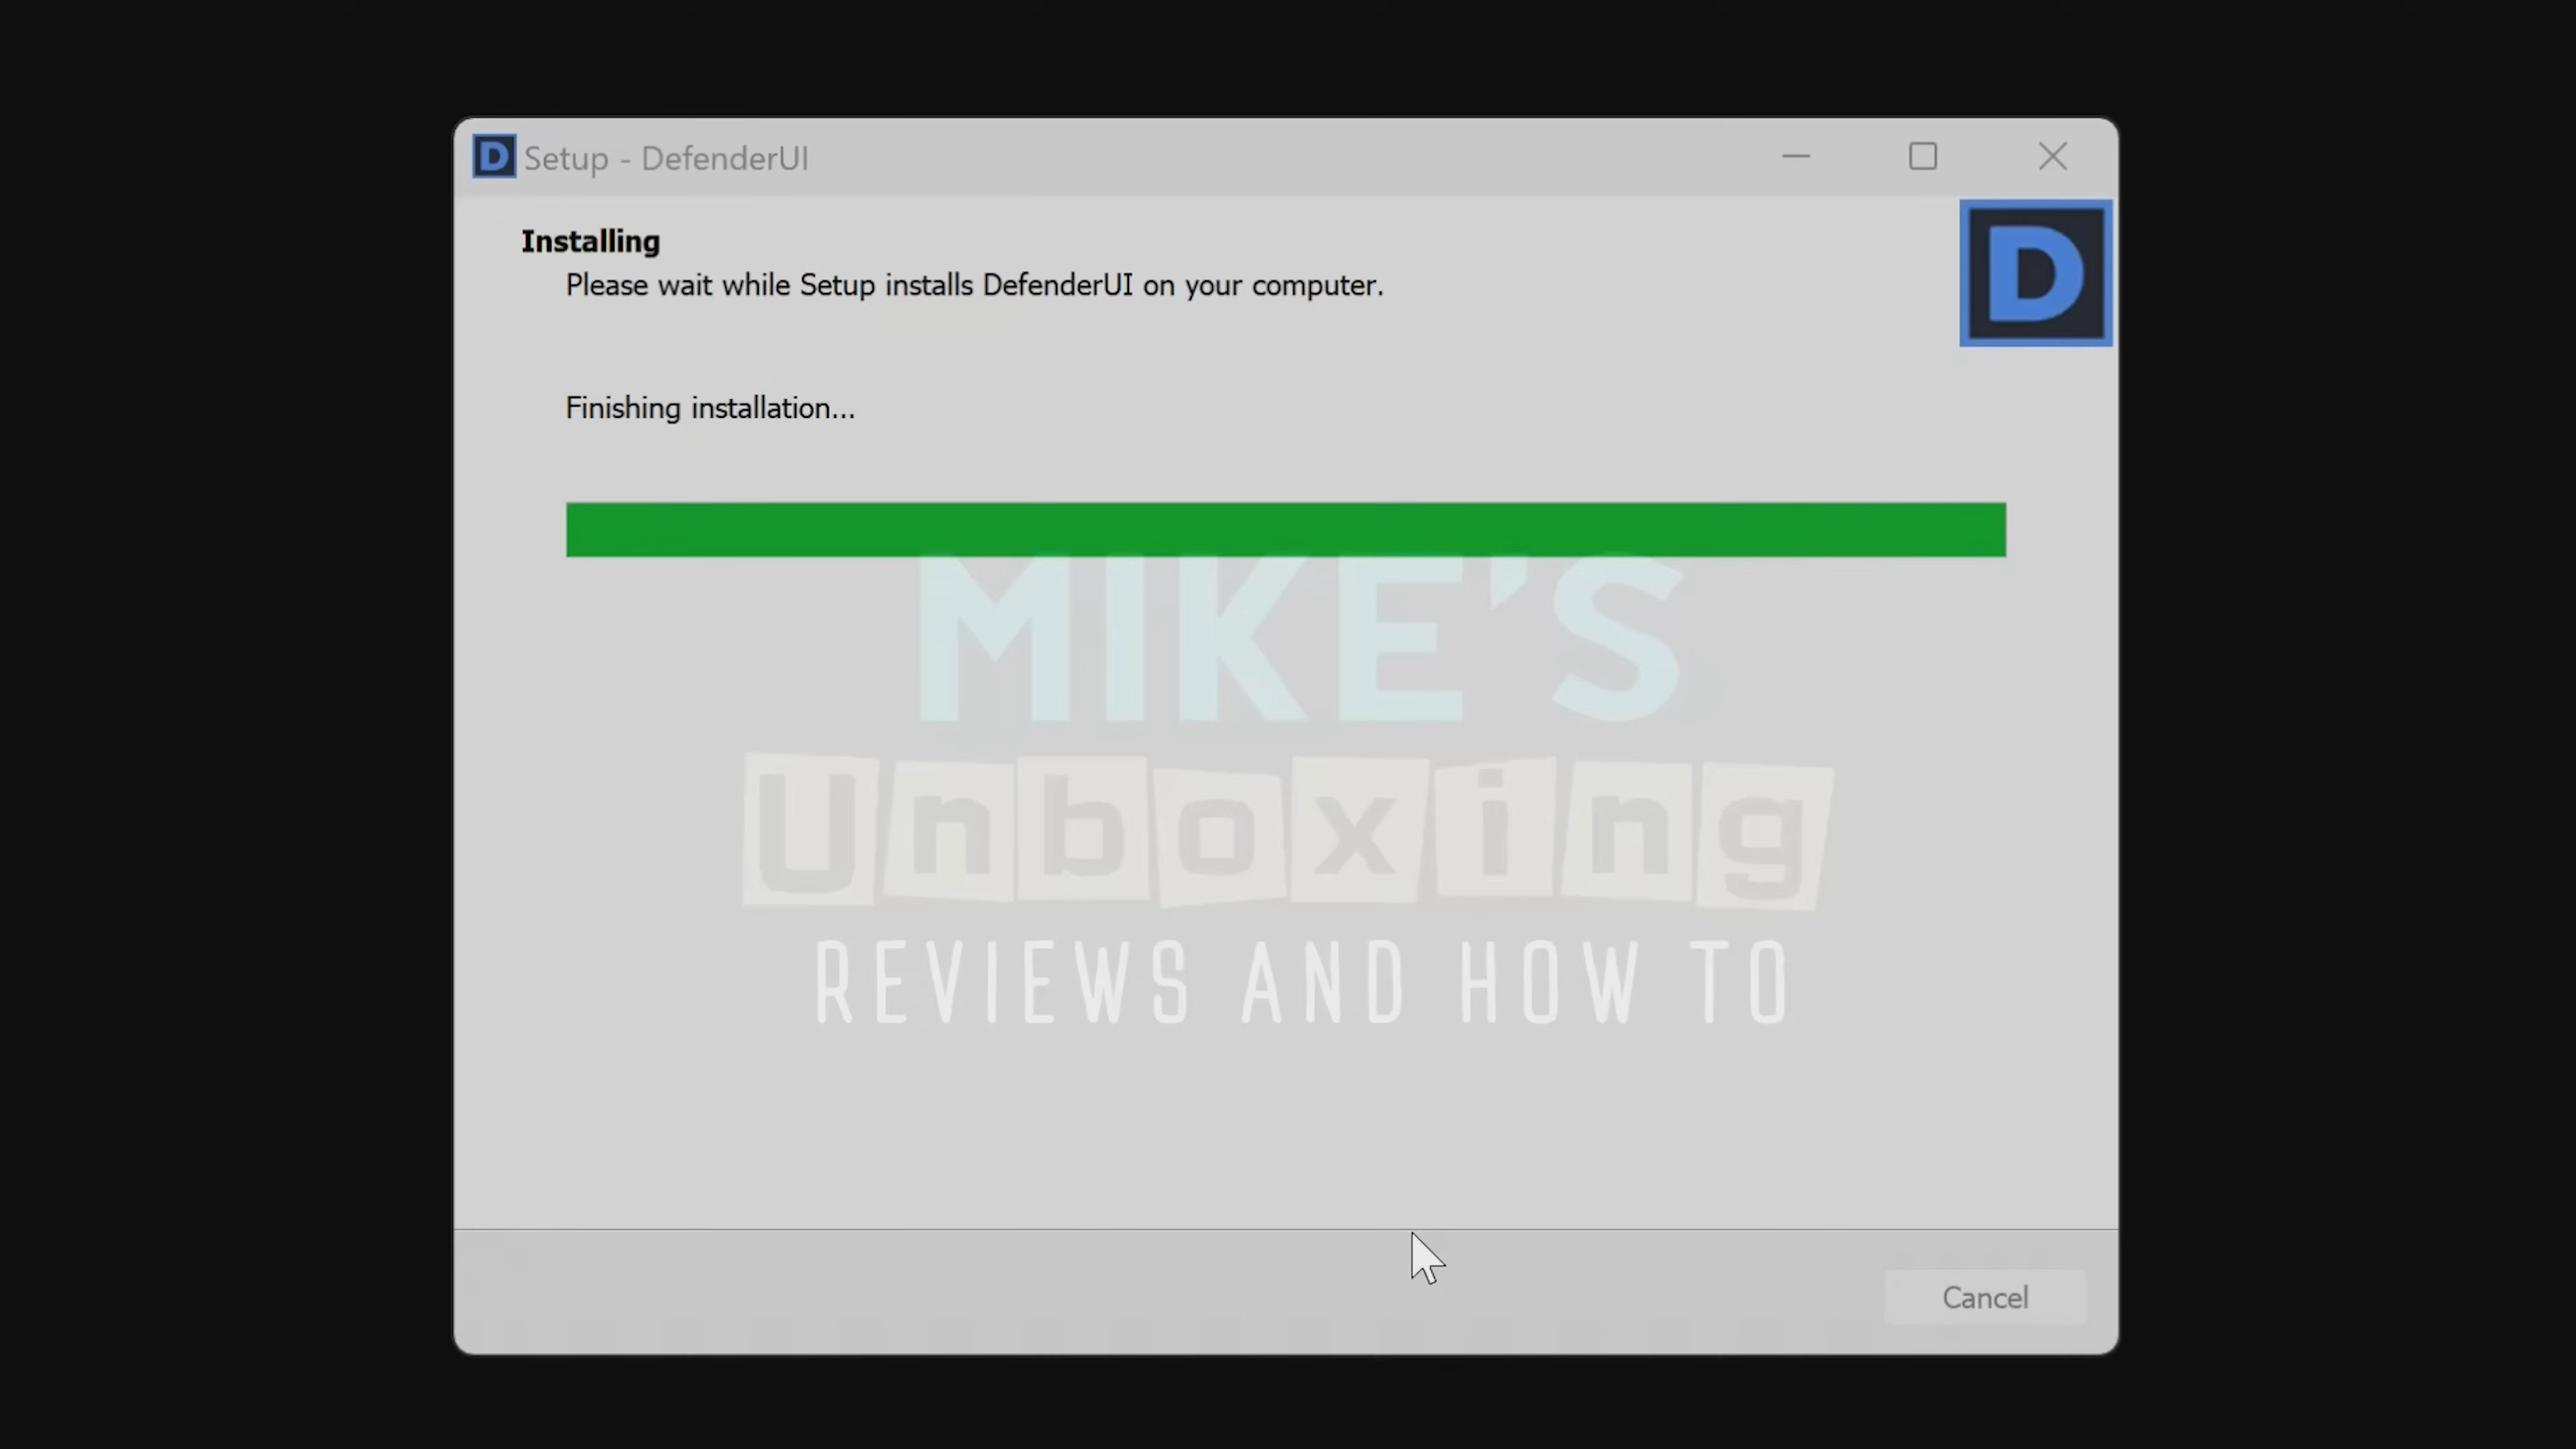 D Setup - DefenderUI
Installing
Please wait while Setup installs DefenderUI on your computer.
D
Finishing installation...
MIKE'S
Unboxing
REVIEWS AND HOW TO
Cancel